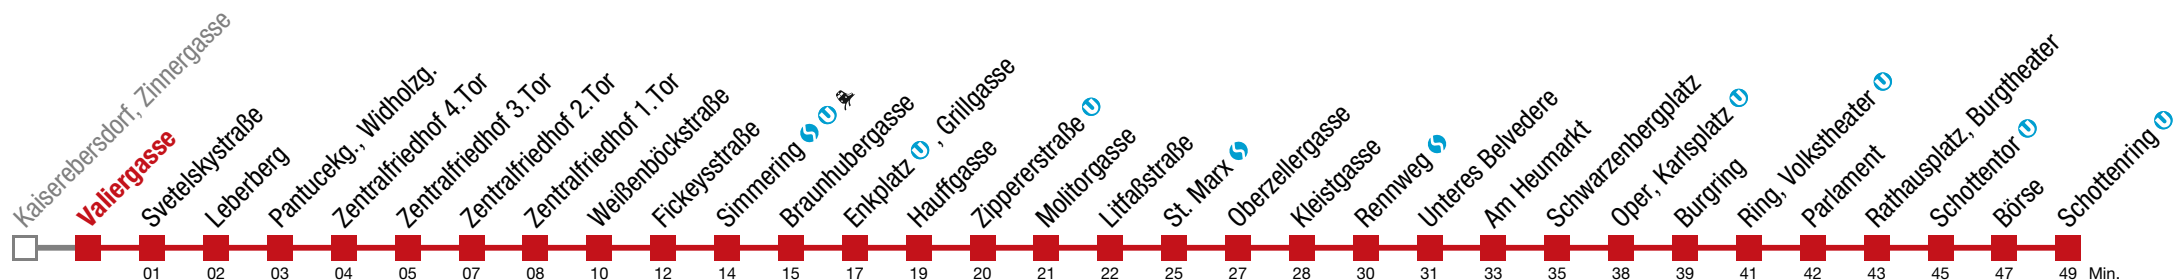 Kaiserebersdorf, Zinnergasse
Valiergasse
Svetelskystraße
Leberberg
Pantucekg., Widholzg.
Zentralfriedhof 4.Tor
Zentralfriedhof 3.Tor
Zentralfriedhof 2.Tor
Zentralfriedhof 1.Tor
Weißenböckstraße
Fickeysstraße
Simmering S U
Braunhubergasse
Enkplatz U , Grillgasse
Hauffgasse
Zippererstraße U
Molitorgasse
Litfaßstraße
St. Marx S
Oberzellergasse
Kleistgasse
Rennweg S
Unteres Belvedere
Am Heumarkt
Schwarzenbergplatz
Oper, Karlsplatz U
Burgring
Ring, Volkstheater U
Parlament
Rathausplatz, Burgtheater
Schottentor U
Börse
Schottenring U
01 02 03 04 05 07 08 10 12 14 15 17 19 20 21 22 25 27 28 30 31 33 35 38 39 41 42 43 45 47 49 Min.